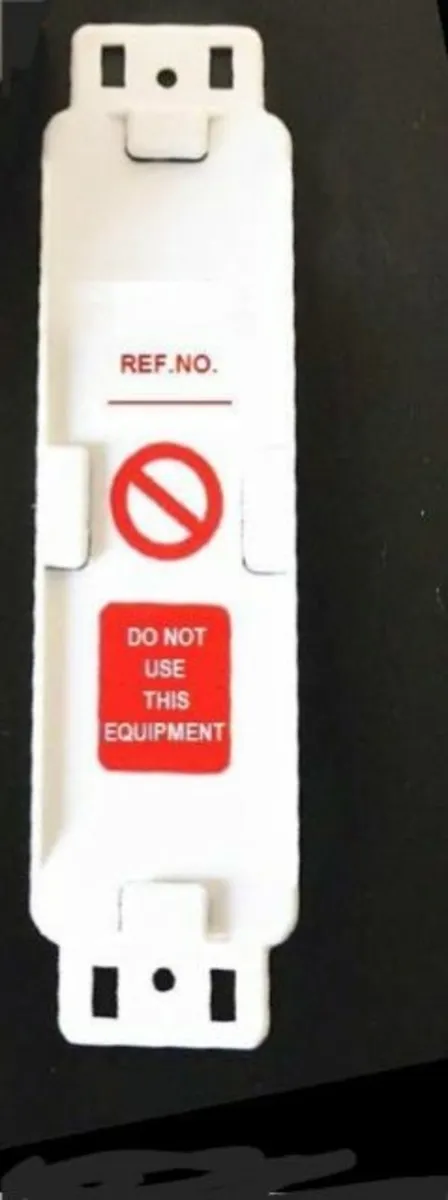 REF.NO.
DO NOT
USE
THIS
EQUIPMENT